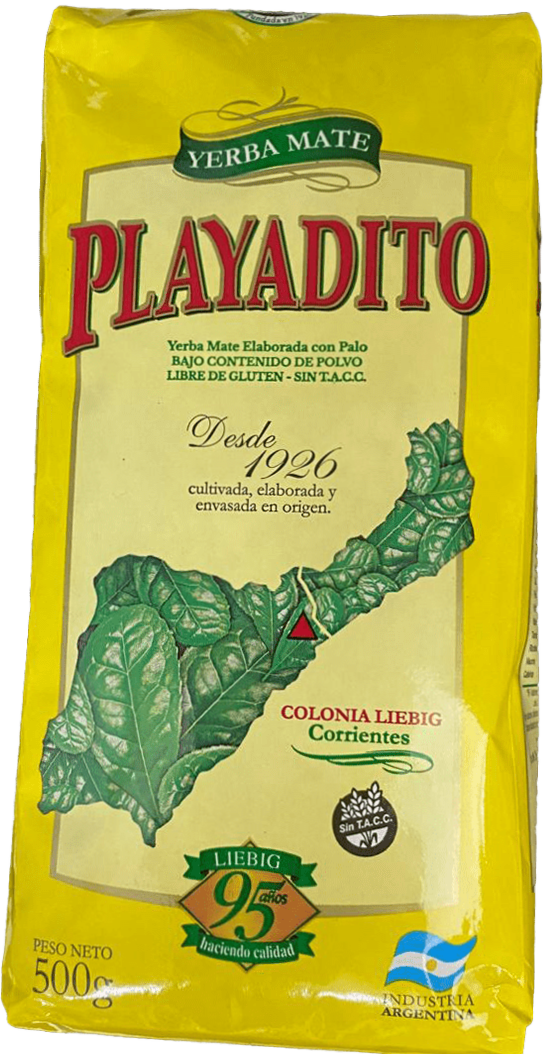 YERBA MATE
PLAYADITO
Yerba Mate Elaborada con Palo
BAJO CONTENIDO DE POLVO
LIBRE DE GLUTEN - SIN T.A.C.C.
Desde
1926
cultivada, elaborada y
envasada en origen.
COLONIA LIEBIG
Corrientes
Sin T.A.C.C.
LIEBIG
95
años
haciendo calidad
PESO NETO
500g
INDUSTRIA
ARGENTINA